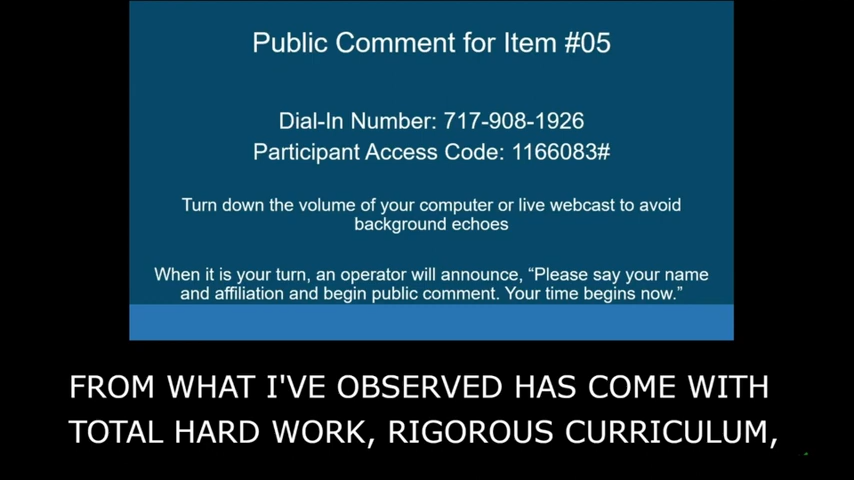 Public Comment for Item #05
Dial-In Number: 717-908-1926
Participant Access Code: 1166083#
Turn down the volume of your computer or live webcast to avoid
background echoes
When it is your turn, an operator will announce, “Please say your name
and affiliation and begin public comment. Your time begins now.”
FROM WHAT I'VE OBSERVED HAS COME WITH
TOTAL HARD WORK, RIGOROUS CURRICULUM,